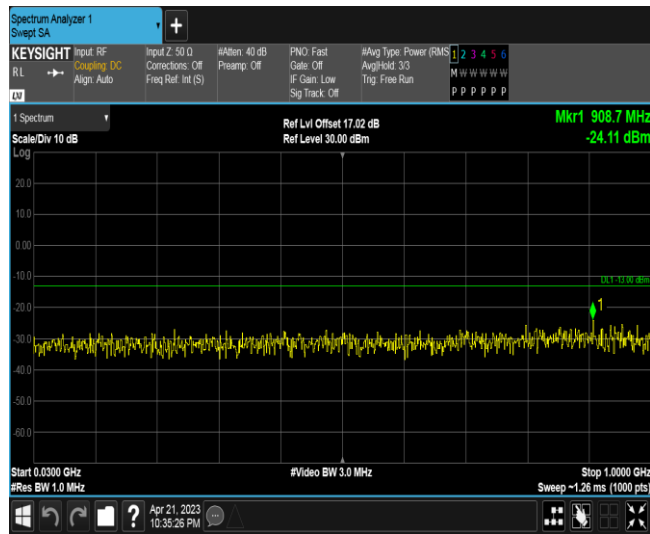 Spectrum Analyzer 1
Swept SA
+
KEYSIGHT
RL
LXI
Input: RF
Coupling: DC
Align: Auto
Input Z: 50 Ω
Corrections: Off
Freq Ref: Int (S)
#Atten: 40 dB
Preamp: Off
PNO: Fast
Gate: Off
IF Gain: Low
Sig Track: Off
#Avg Type: Power (RMS
Avg|Hold: 3/3
Trig: Free Run
1 2 3 4 5 6
M W W W W W
P P P P P P
1 Spectrum
Scale/Div 10 dB
Log
Ref Lvl Offset 17.02 dB
Ref Level 30.00 dBm
Mkr1 908.7 MHz
-24.11 dBm
20.0
10.0
0.00
-10.0
DL1 -13.00 dBm
-20.0
1
-30.0
-40.0
-50.0
-60.0
Start 0.0300 GHz
#Res BW 1.0 MHz
#Video BW 3.0 MHz
Stop 1.0000 GHz
Sweep ~1.26 ms (1000 pts)
?
Apr 21, 2023
10:35:26 PM